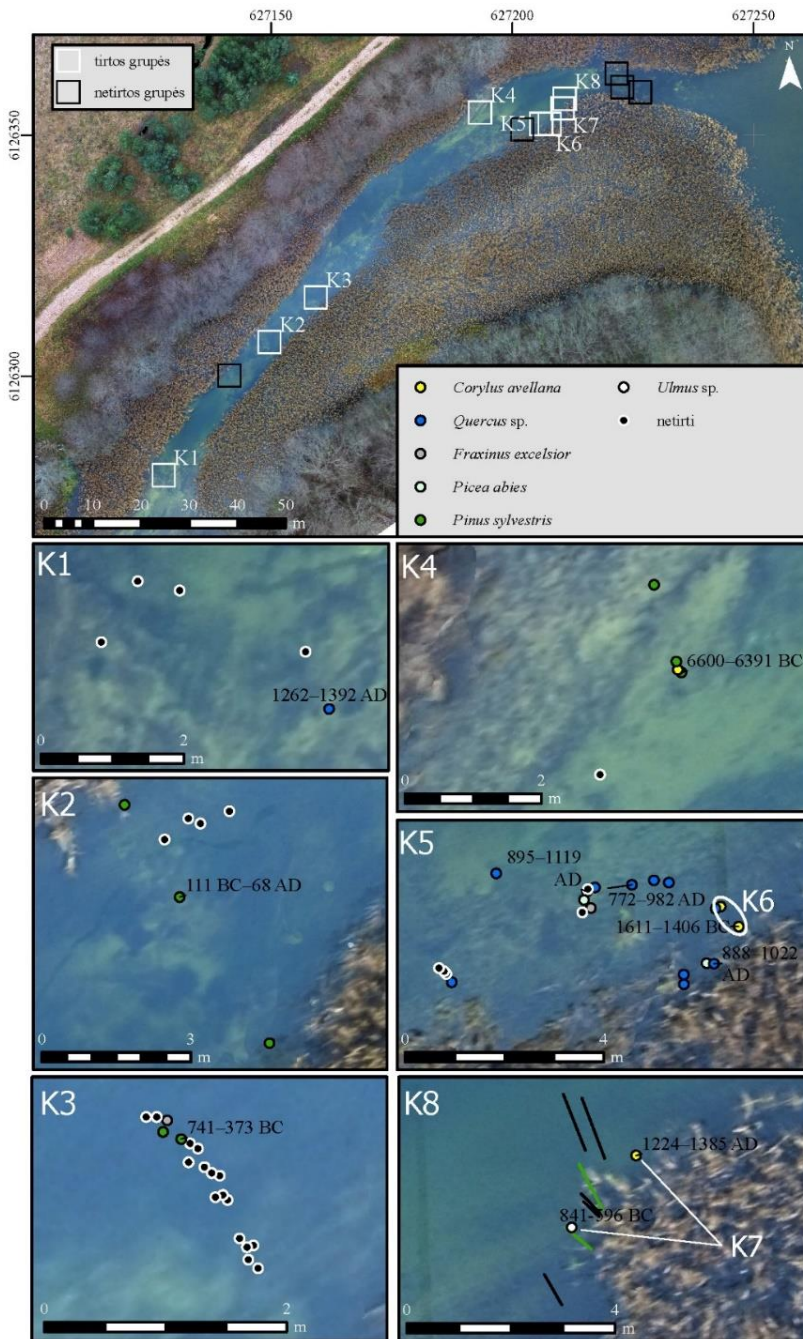 627150
627200
627250
6126350
6126300
tirtos grupės
netirtos grupės
N
K4
K8
K5
K7
K6
K3
K2
K1
0 10 20 30 40 50
m
Corylus avellana
Quercus sp.
Fraxinus excelsior
Picea abies
Pinus sylvestris
Ulmus sp.
netirti
K1
1262–1392 AD
0 2
m
K4
6600–6391 BC
0 2
m
K2
111 BC–68 AD
0 3
m
K5
895–1119
AD
772–982 AD
K6
1611–1406 BC
888–1022
AD
0 4
m
K3
741–373 BC
0 2
m
K8
1224–1385 AD
841-596 BC
K7
0 4
m